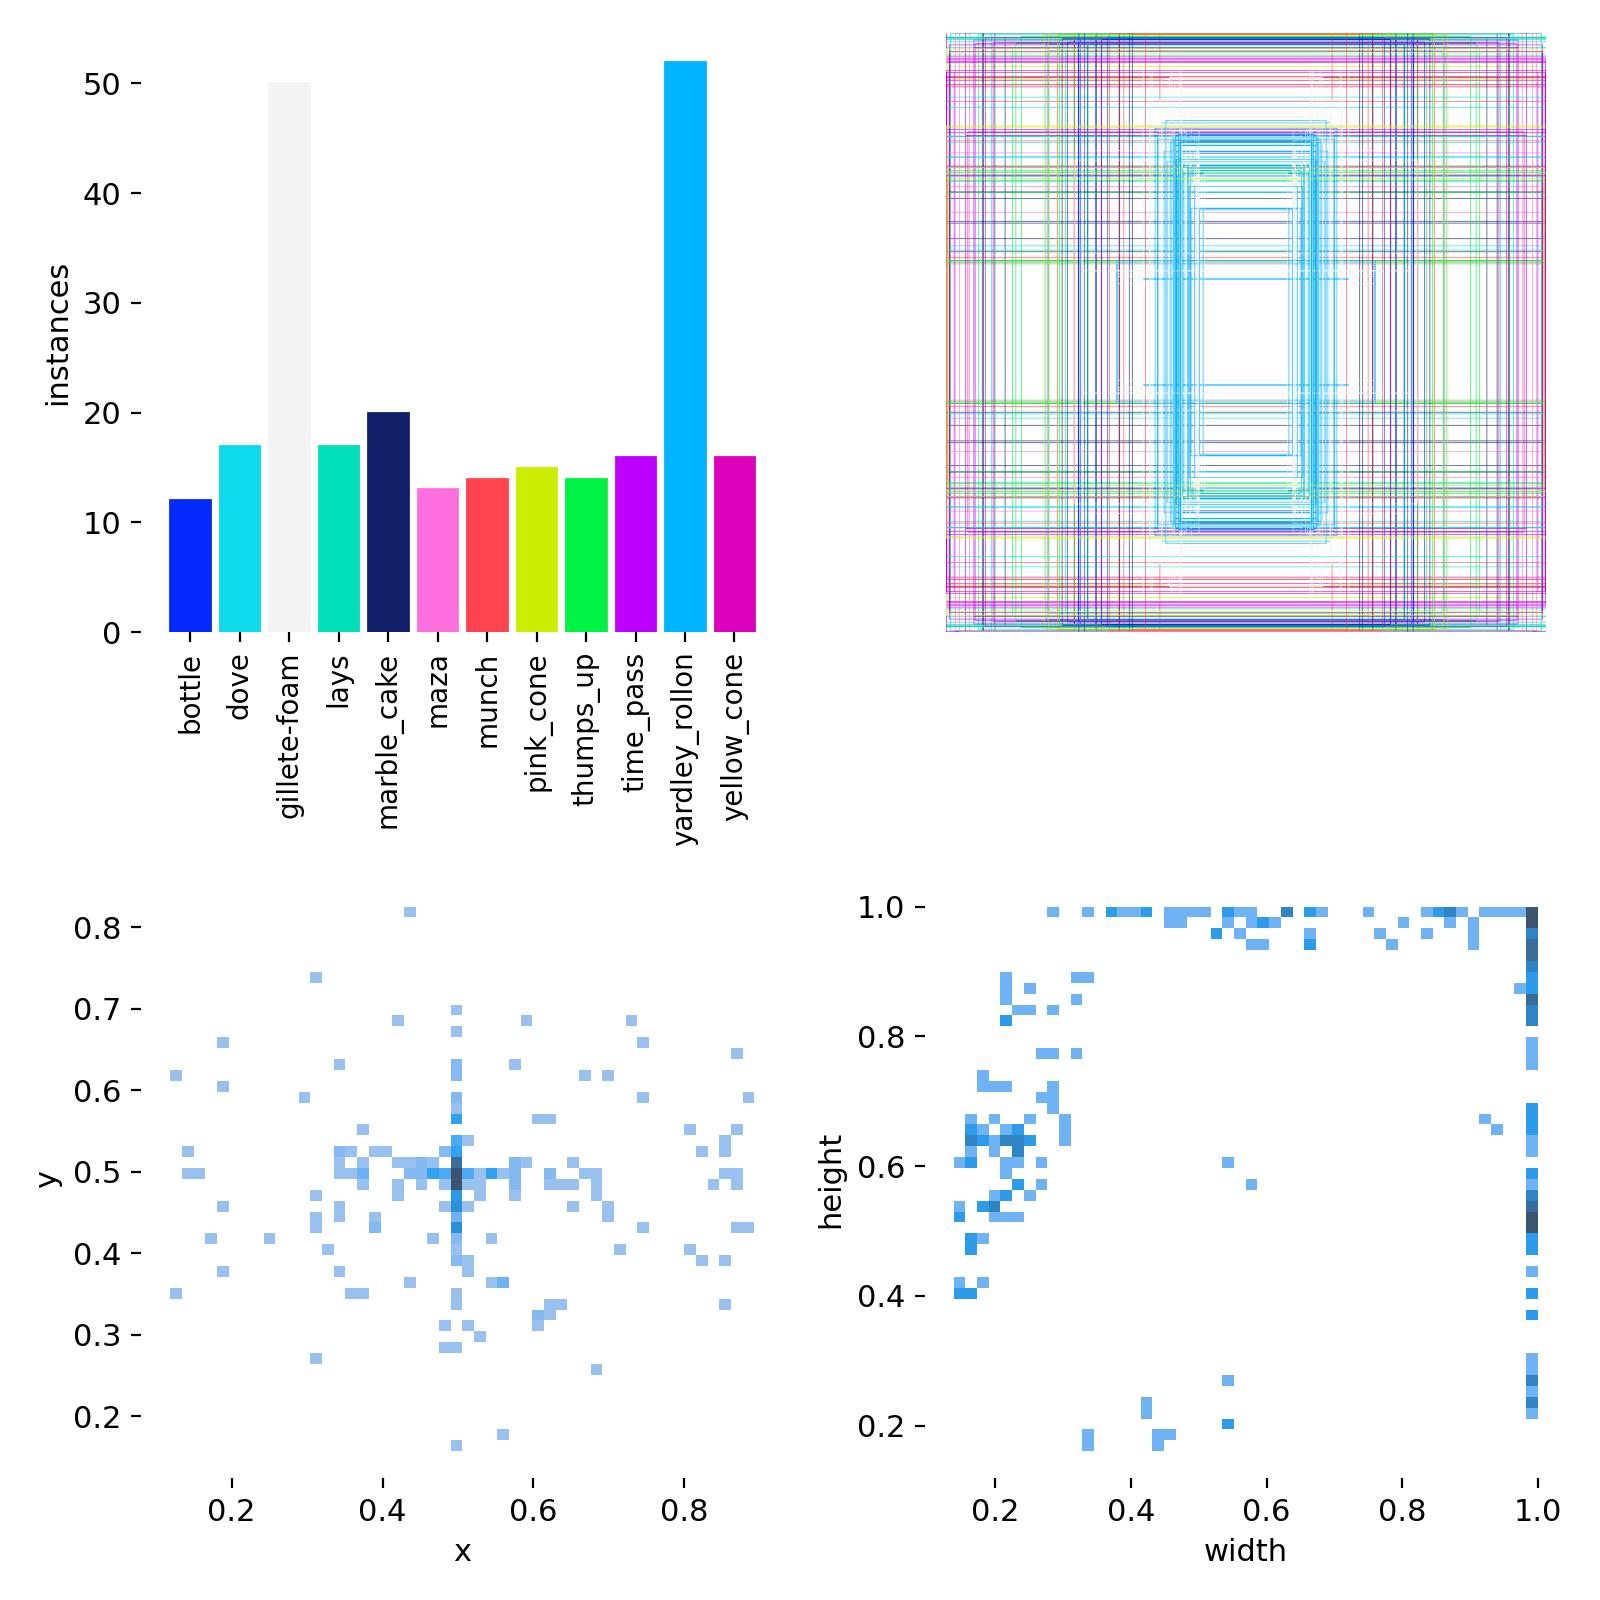 50
40
30
20
10
0
instances
bottle
dove
gillete-foam
lays
marble_cake
maza
munch
pink_cone
thumps_up
time_pass
yardley_rollon
yellow_cone
0.8
0.7
0.6
0.5
0.4
0.3
0.2
y
0.2 0.4 0.6 0.8
x
1.0
0.8
0.6
0.4
0.2
height
0.2 0.4 0.6 0.8 1.0
width